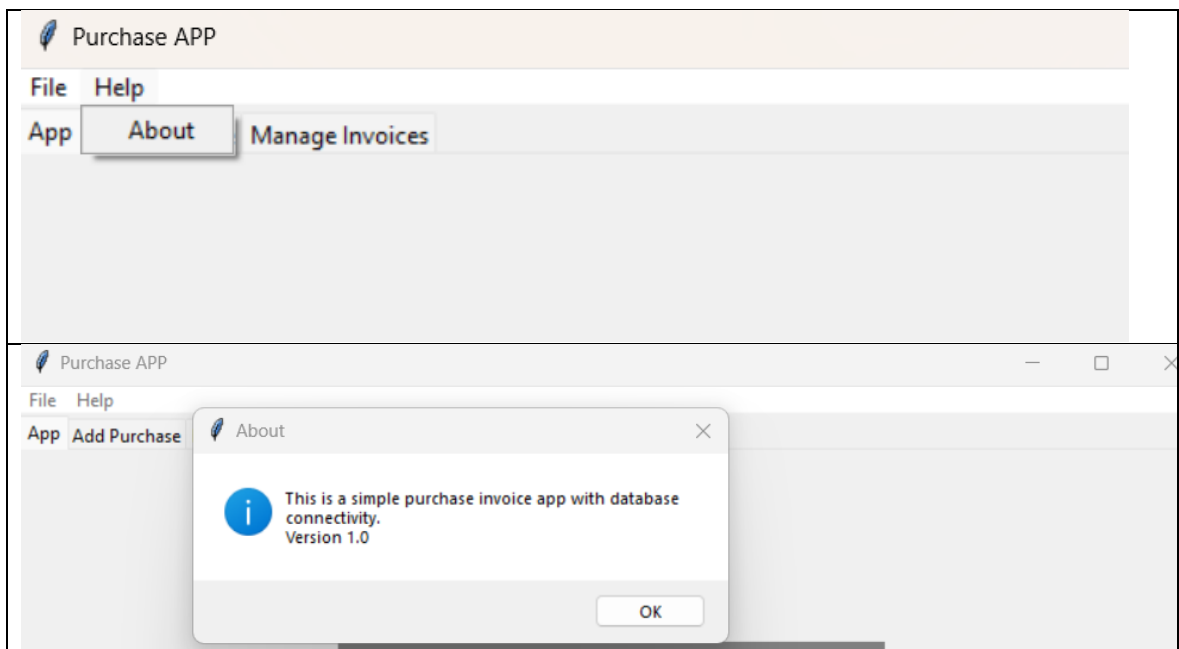 Purchase APP
File Help
App About Manage Invoices
Purchase APP
File Help
App Add Purchase
About
This is a simple purchase invoice app with database
connectivity.
Version 1.0
OK